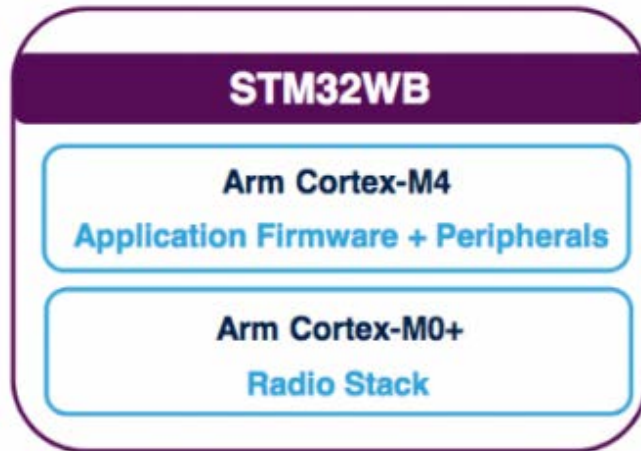 STM32WB
Arm Cortex-M4
Application Firmware + Peripherals
Arm Cortex-M0+
Radio Stack